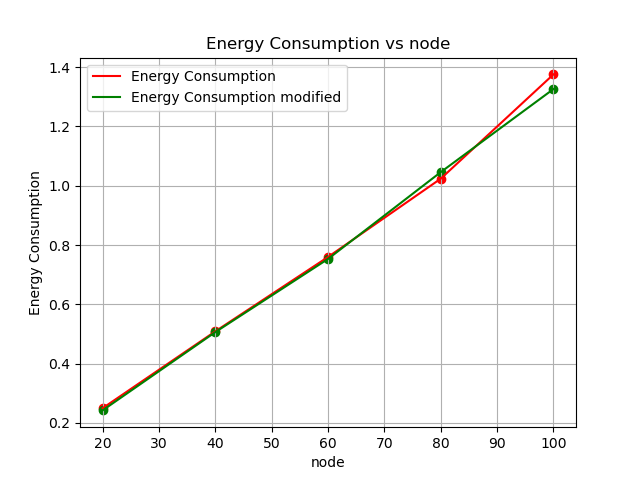 Energy Consumption vs node
Energy Consumption
Energy Consumption modified
1.4
1.2
1.0
0.8
0.6
0.4
0.2
Energy Consumption
20 30 40 50 60 70 80 90 100
node